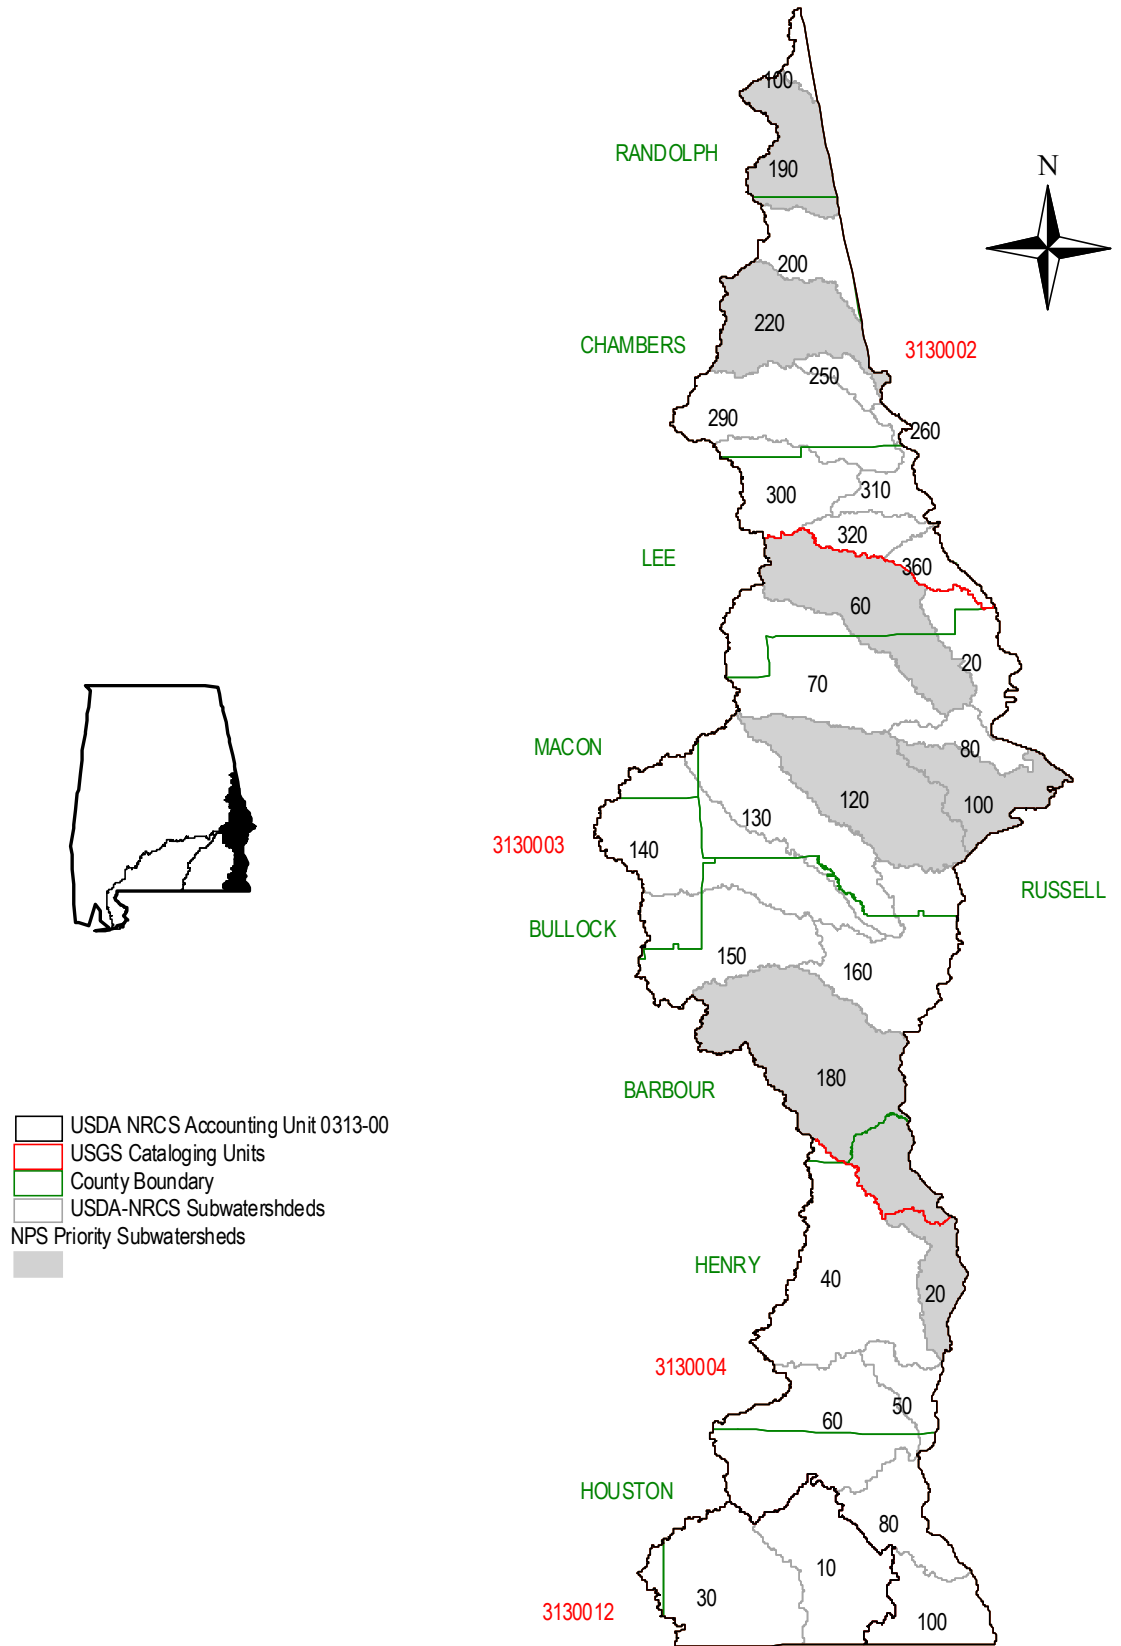 100
RANDOLPH
N
190
200
220
CHAMBERS
3130002
250
290
260
300
310
320
LEE
360
60
20
70
MACON
80
120
100
130
3130003
140
RUSSELL
BULLOCK
150
160
180
BARBOUR
USDA NRCS Accounting Unit 0313-00
USGS Cataloging Units
County Boundary
USDA-NRCS Subwatershdeds
NPS Priority Subwatersheds
HENRY
40
20
3130004
50
60
HOUSTON
80
10
30
3130012
100